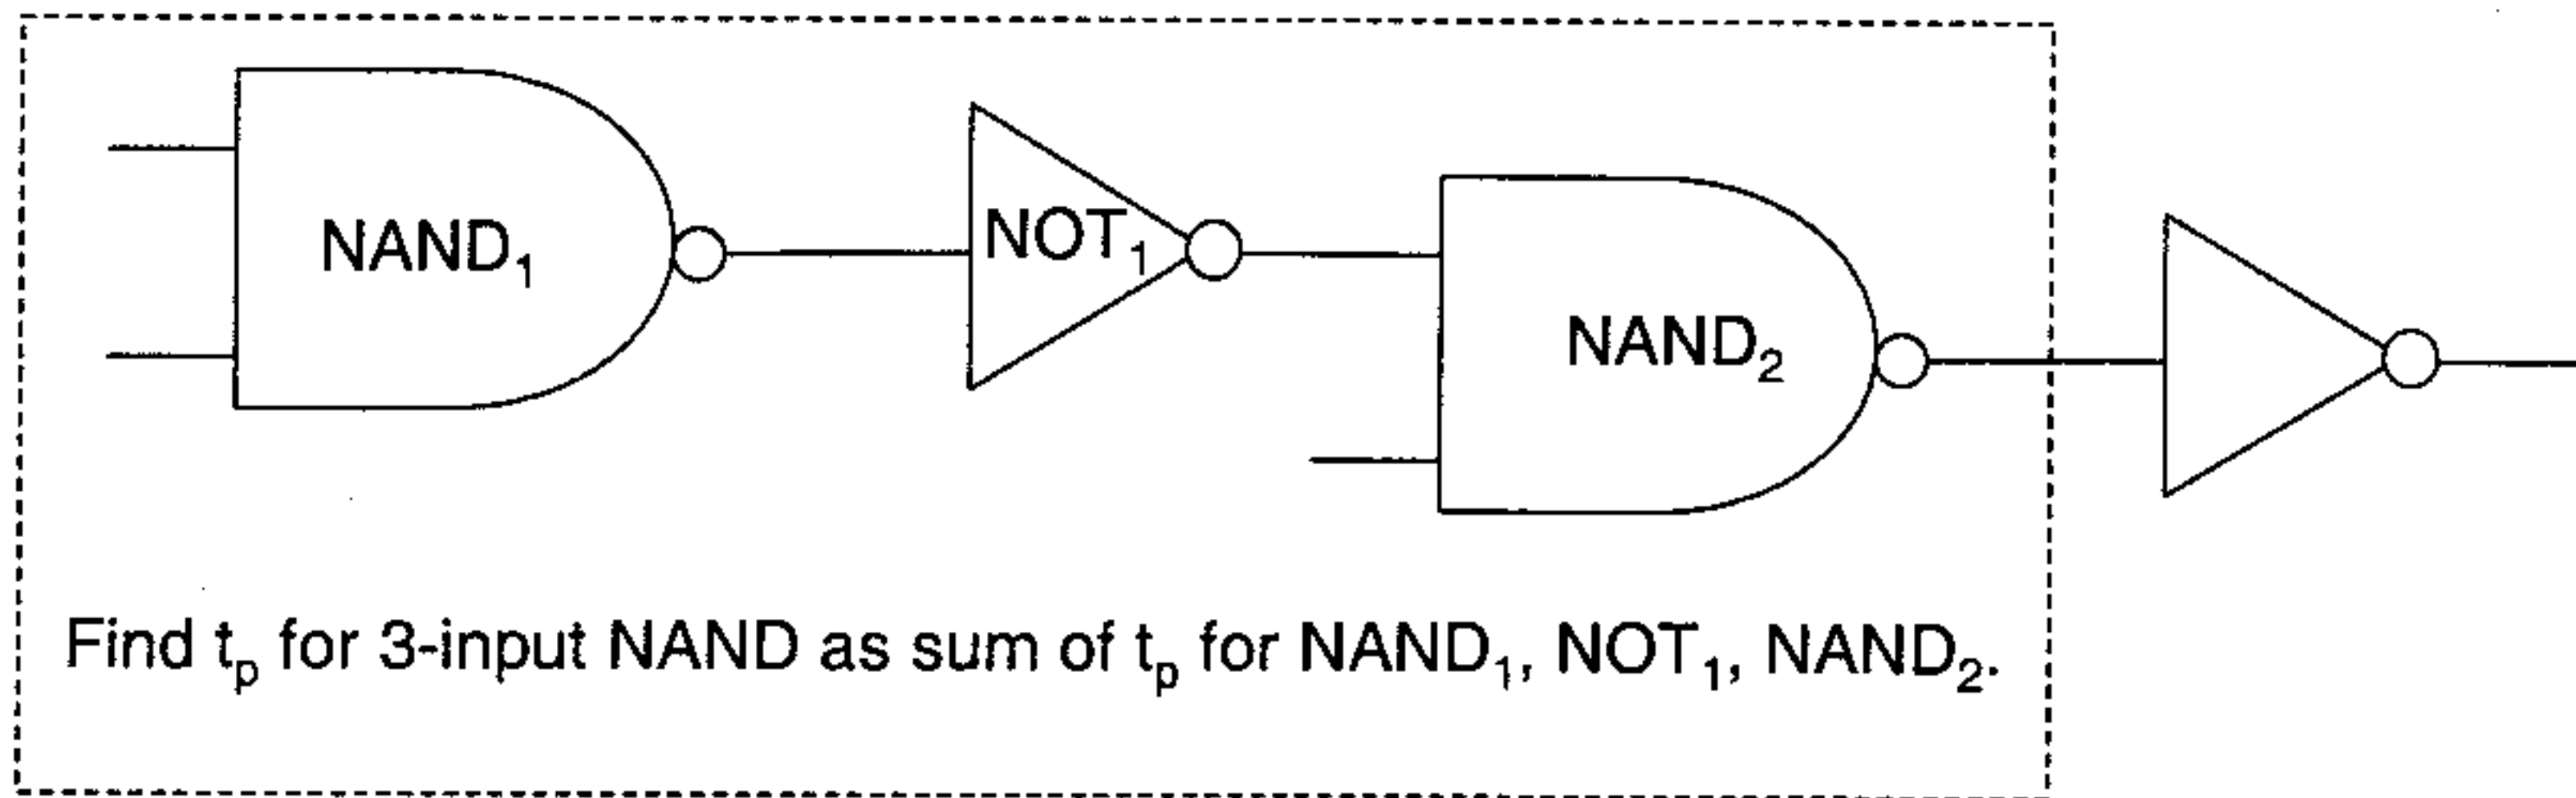 NAND₁
NOT₁
NAND₂
Find tₚ for 3-input NAND as sum of tₚ for NAND₁, NOT₁, NAND₂.